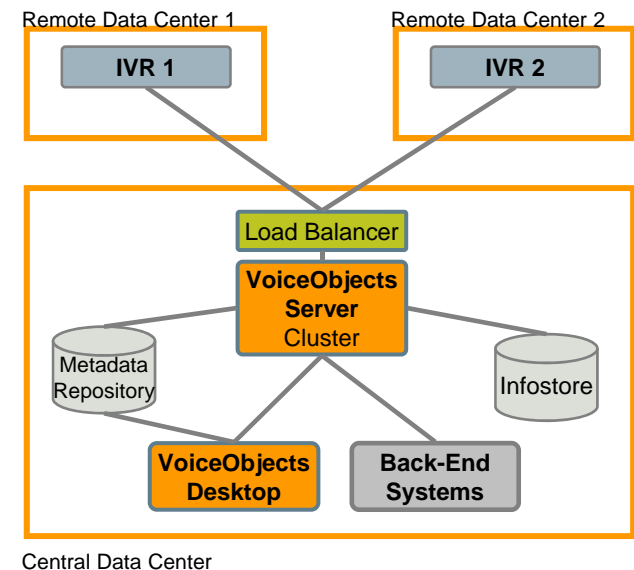 Remote Data Center 1
Remote Data Center 2
IVR 1
IVR 2
Load Balancer
VoiceObjects
Server
Cluster
Metadata
Repository
Infostore
VoiceObjects
Desktop
Back-End
Systems
Central Data Center